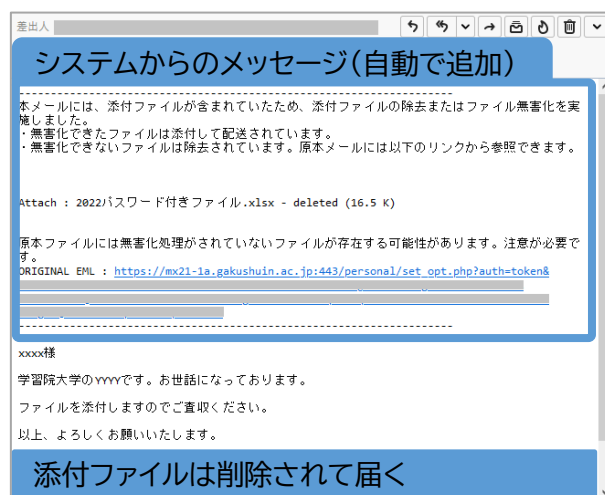 差出人
システムからのメッセージ(自動で追加)
----------------------------------------------------------------
本メールには、添付ファイルが含まれていたため、添付ファイルの除去またはファイル無害化を実
施しました。
・無害化できたファイルは添付して配送されています。
・無害化できないファイルは除去されています。原本メールには以下のリンクから参照できます。
Attach : 2022パスワード付きファイル.xlsx - deleted (16.5 K)
原本ファイルには無害化処理がされていないファイルが存在する可能性があります。注意が必要で
す。
ORIGINAL EML : https://mx21-1a.gakushuin.ac.jp:443/personal/set_opt.php?auth=token&
----------------------------------------------------------------
xxxx様
学習院大学のYYYYです。お世話になっております。
ファイルを添付しますのでご査収ください。
以上、よろしくお願いいたします。
添付ファイルは削除されて届く